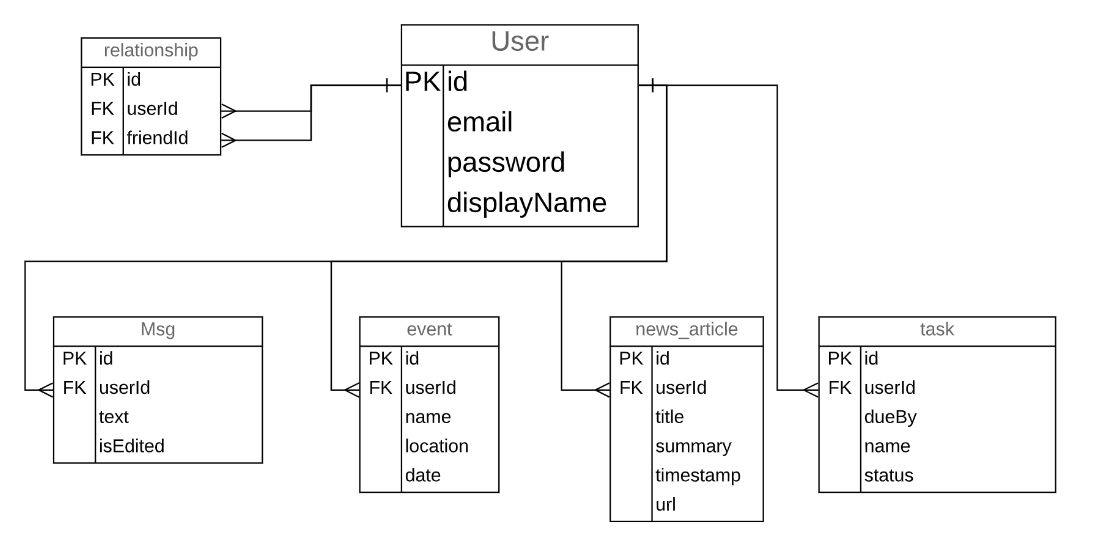 relationship
PK id
FK userId
FK friendId
User
PK id
email
password
displayName
Msg
PK id
FK userId
text
isEdited
event
PK id
FK userId
name
location
date
news_article
PK id
FK userId
title
summary
timestamp
url
task
PK id
FK userId
dueBy
name
status